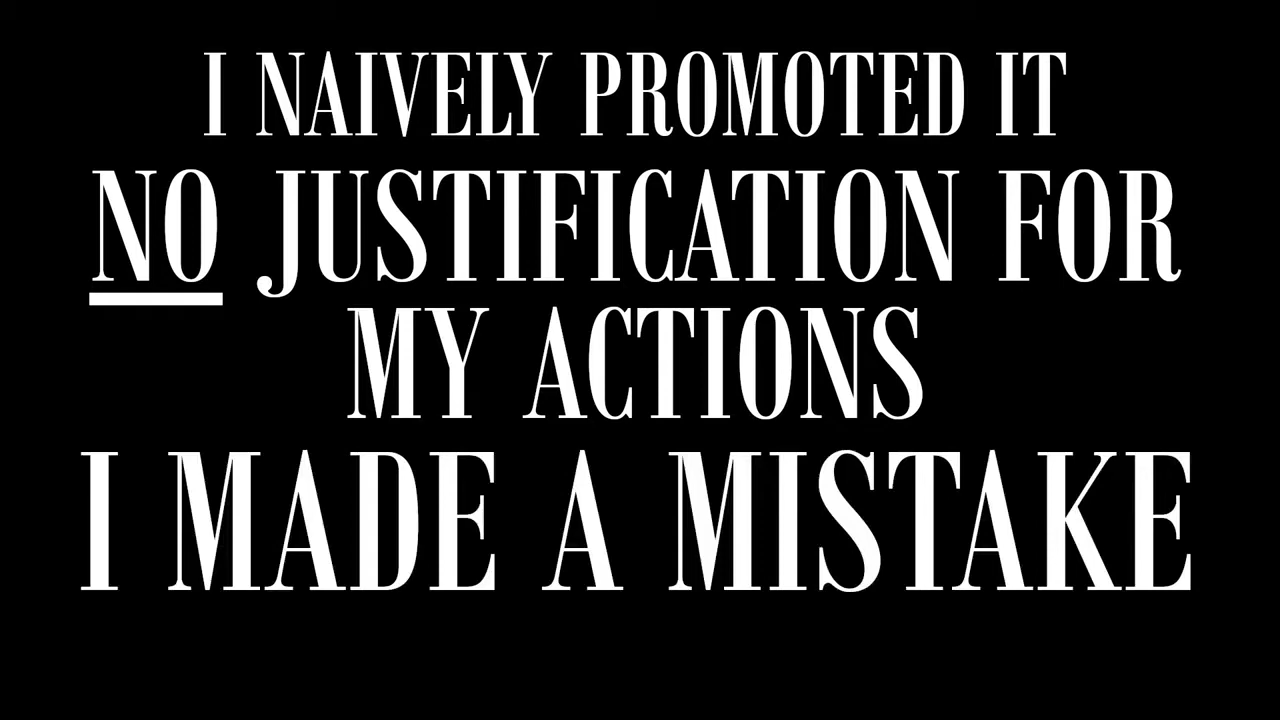 I NAIVELY PROMOTED IT
NO JUSTIFICATION FOR
MY ACTIONS
I MADE A MISTAKE